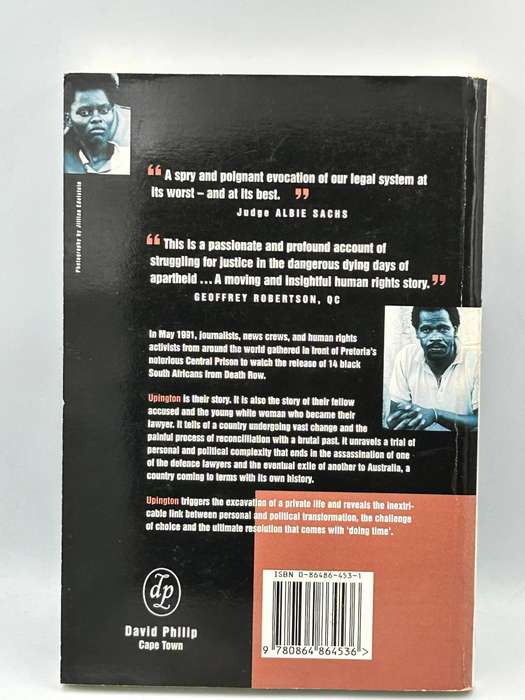 Photographs by Jillian Edelstein
“ A spry and poignant evocation of our legal system at
its worst – and at its best. ”
Judge ALBIE SACHS
“ This is a passionate and profound account of
struggling for justice in the dangerous dying days of
apartheid ... A moving and insightful human rights story. ”
GEOFFREY ROBERTSON, QC
In May 1991, journalists, news crews, and human rights
activists from around the world gathered in front of Pretoria's
notorious Central Prison to watch the release of 14 black
South Africans from Death Row.
Upington is their story. It is also the story of their fellow
accused and the young white woman who became their
lawyer. It tells of a country undergoing vast change and the
painful process of reconciliation with a brutal past. It unravels a trial of
personal and political complexity that ends in the assassination of one
of the defence lawyers and the eventual exile of another to Australia, a
country coming to terms with its own history.
Upington triggers the excavation of a private life and reveals the inextri-
cable link between personal and political transformation, the challenge
of choice and the ultimate resolution that comes with 'doing time'.
ISBN 0-86486-453-1
9 780864 864536 >
dp
David Philip
Cape Town